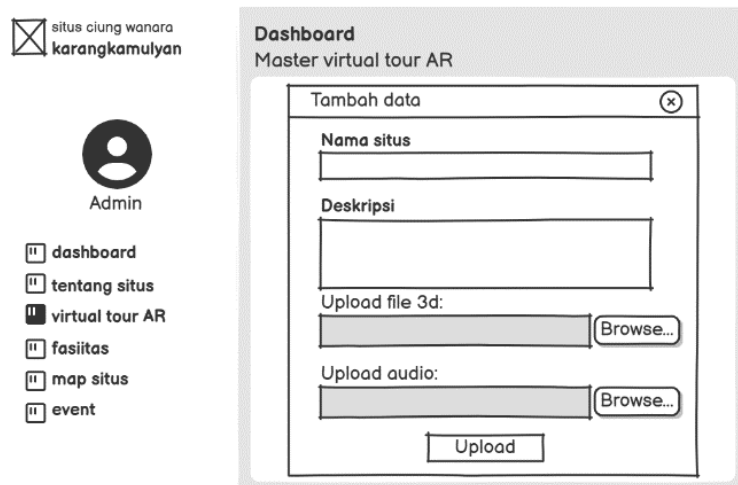 situs ciung wanara
karangkamulyan
Admin
dashboard
tentang situs
virtual tour AR
fasiitas
map situs
event
Dashboard
Master virtual tour AR
Tambah data
Nama situs
Deskripsi
Upload file 3d:
Browse...
Upload audio:
Browse...
Upload